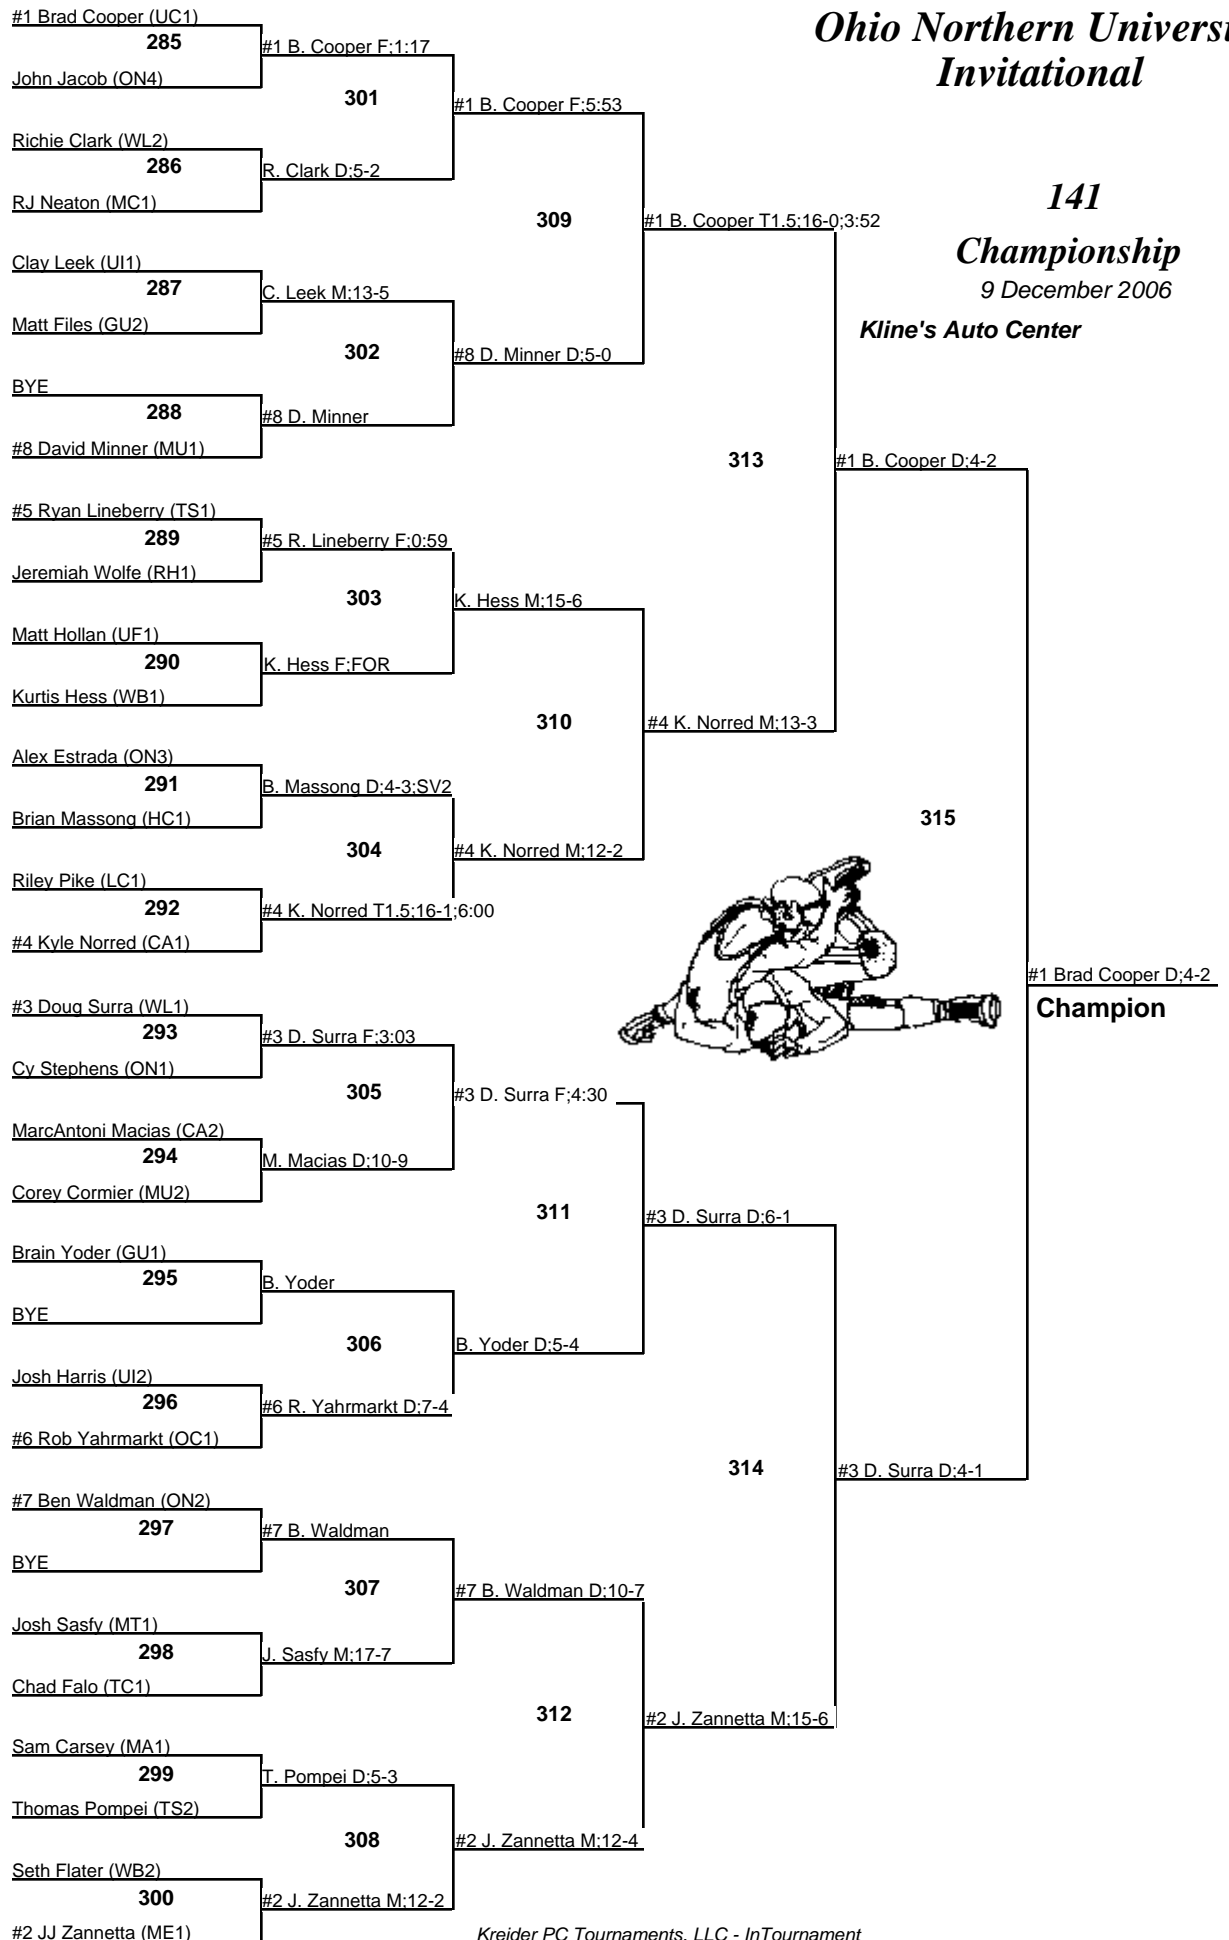 #1 Brad Cooper (UC1)
285
John Jacob (ON4)
#1 B. Cooper F;1:17
301
Richie Clark (WL2)
286
RJ Neaton (MC1)
R. Clark D;5-2
#1 B. Cooper F;5:53
309
Clay Leek (UI1)
287
Matt Files (GU2)
C. Leek M;13-5
302
BYE
288
#8 David Minner (MU1)
#8 D. Minner
#8 D. Minner D;5-0
#1 B. Cooper T1.5;16-0;3:52
313
#5 Ryan Lineberry (TS1)
289
Jeremiah Wolfe (RH1)
#5 R. Lineberry F;0:59
303
Matt Hollan (UF1)
290
Kurtis Hess (WB1)
K. Hess F;FOR
K. Hess M;15-6
310
Alex Estrada (ON3)
291
Brian Massong (HC1)
B. Massong D;4-3;SV2
304
Riley Pike (LC1)
292
#4 Kyle Norred (CA1)
#4 K. Norred T1.5;16-1;6:00
#4 K. Norred M;12-2
#4 K. Norred M;13-3
#1 B. Cooper D;4-2
315
#3 Doug Surra (WL1)
293
Cy Stephens (ON1)
#3 D. Surra F;3:03
305
MarcAntoni Macias (CA2)
294
Corey Cormier (MU2)
M. Macias D;10-9
#3 D. Surra F;4:30
311
Brain Yoder (GU1)
295
BYE
B. Yoder
306
Josh Harris (UI2)
296
#6 Rob Yahrmarkt (OC1)
#6 R. Yahrmarkt D;7-4
B. Yoder D;5-4
#3 D. Surra D;6-1
314
#7 Ben Waldman (ON2)
297
BYE
#7 B. Waldman
307
Josh Sasfy (MT1)
298
Chad Falo (TC1)
J. Sasfy M;17-7
#7 B. Waldman D;10-7
312
Sam Carsey (MA1)
299
Thomas Pompei (TS2)
T. Pompei D;5-3
308
Seth Flater (WB2)
300
#2 JJ Zannetta (ME1)
#2 J. Zannetta M;12-2
#2 J. Zannetta M;12-4
#2 J. Zannetta M;15-6
#3 D. Surra D;4-1
#1 Brad Cooper D;4-2
Champion
Ohio Northern Universi
Invitational
141
Championship
9 December 2006
Kline's Auto Center
Kreider PC Tournaments, LLC - InTournament